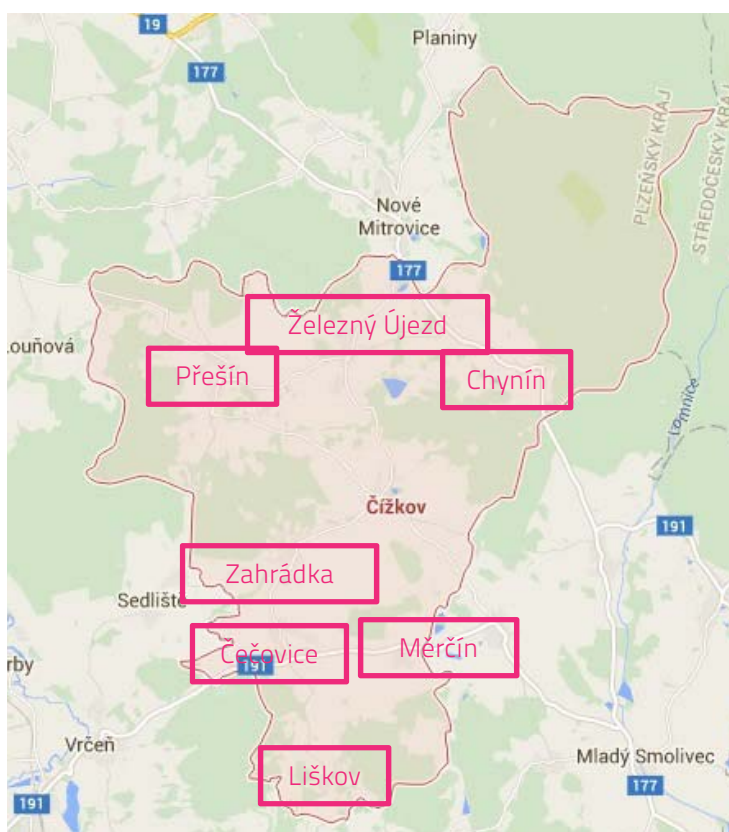 19
Planiny
177
PLZEŇSKÝ KRAJ
STŘEDOČESKÝ KRAJ
Nové
Mitrovice
177
Železný Újezd
Louňová
Přešín
Chynín
Lomnice
Čížkov
191
Zahrádka
Sedliště
Čečovice
Měrčín
191
Vrčeň
Mladý Smolivec
Liškov
177
191